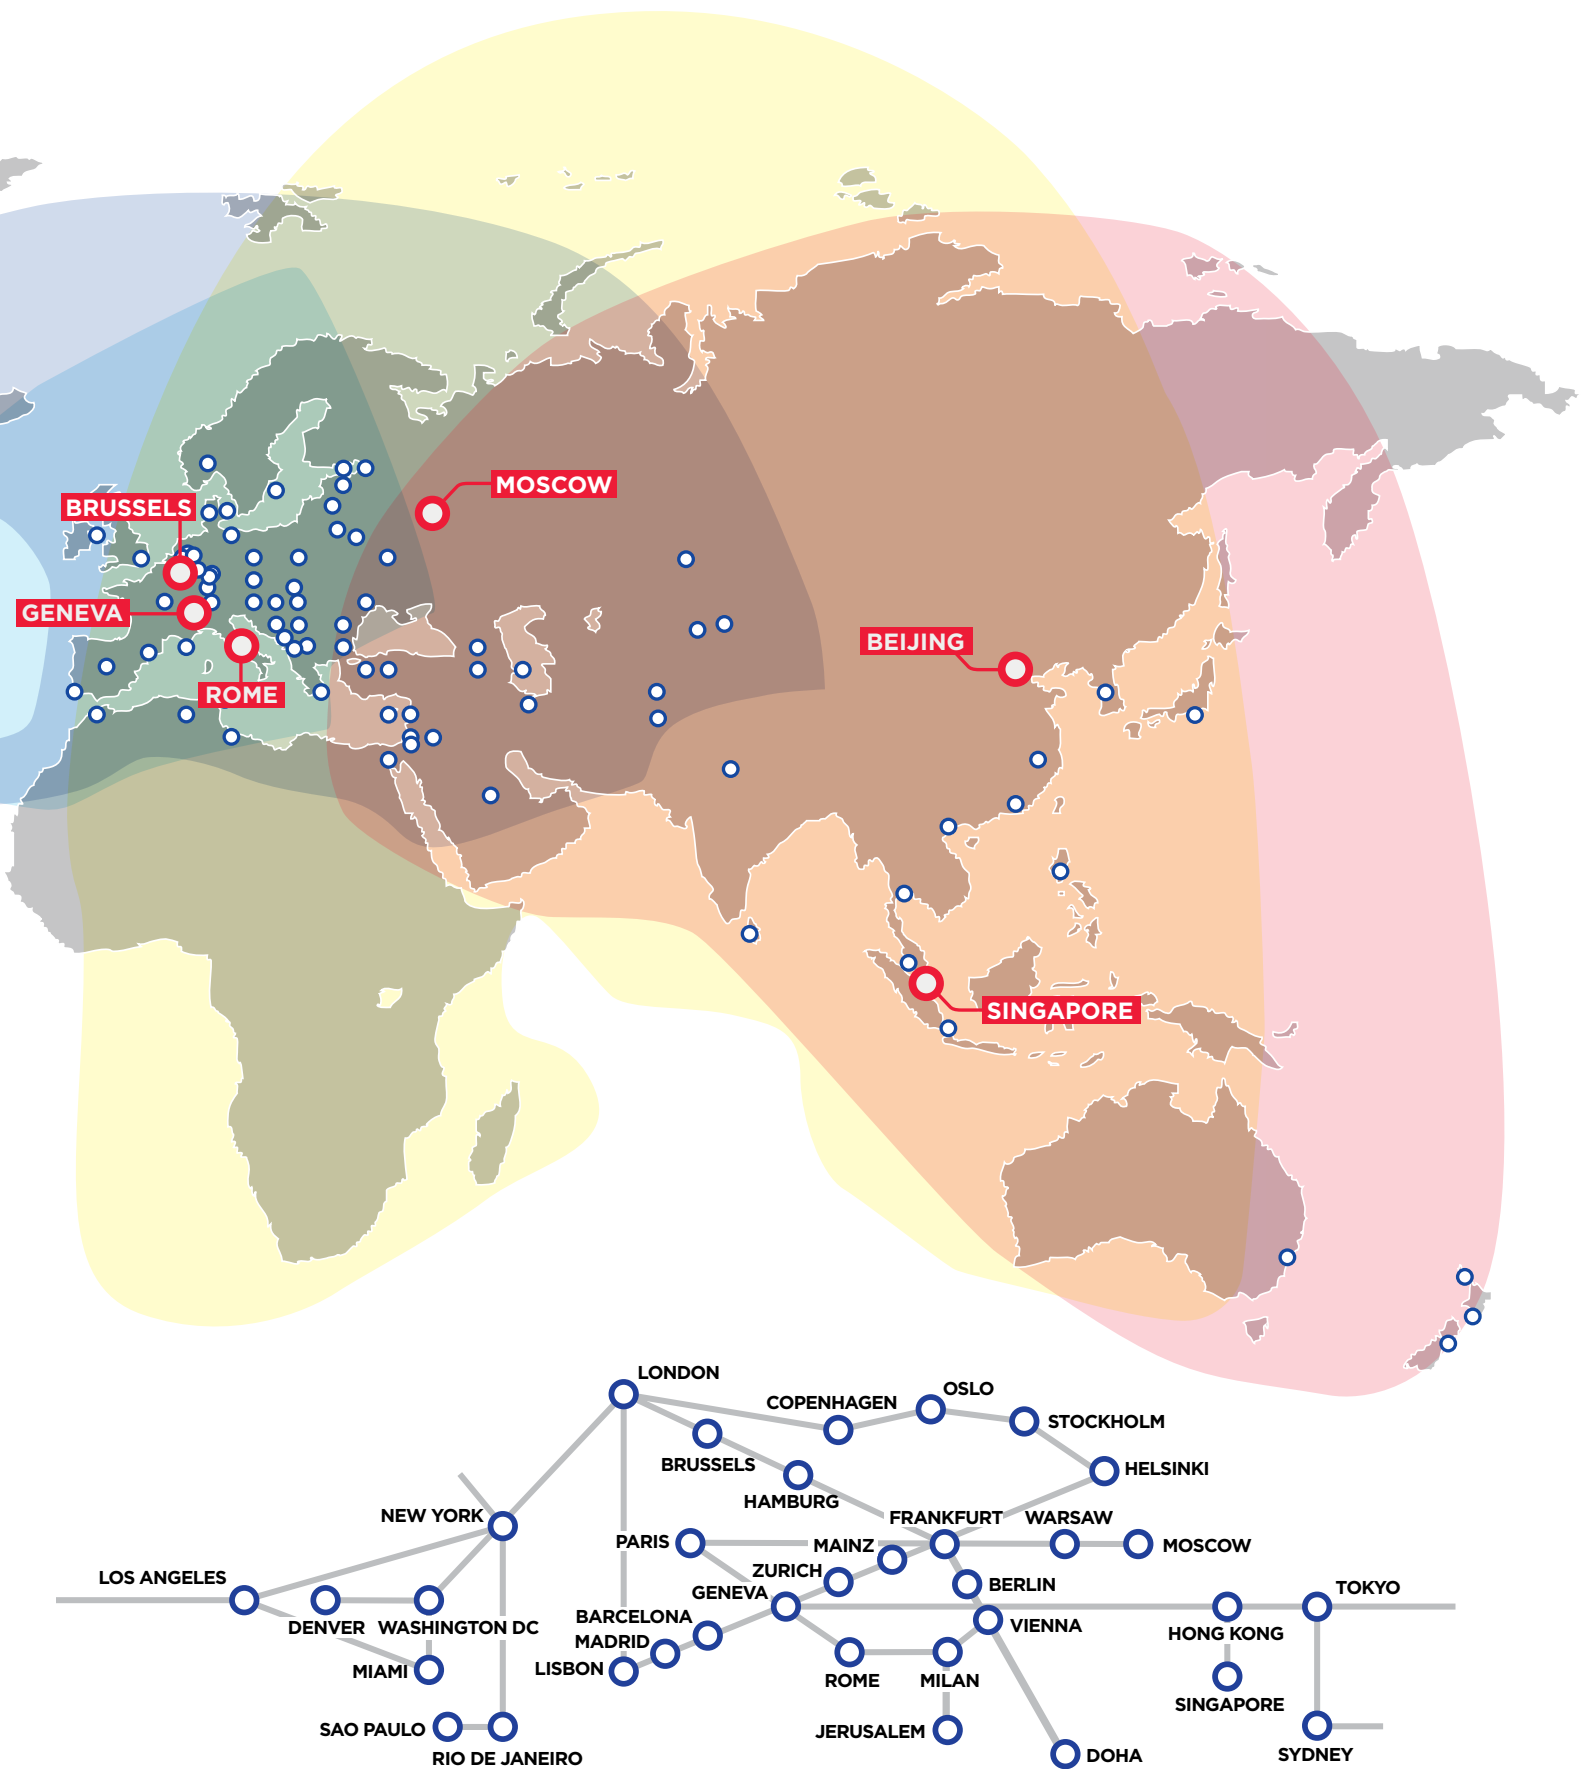 MOSCOW
BRUSSELS
GENEVA
BEIJING
ROME
SINGAPORE
LONDON
OSLO
COPENHAGEN
STOCKHOLM
BRUSSELS
HELSINKI
HAMBURG
NEW YORK
FRANKFURT
WARSAW
PARIS
MAINZ
MOSCOW
ZURICH
LOS ANGELES
BERLIN
GENEVA
TOKYO
BARCELONA
DENVER
WASHINGTON DC
VIENNA
HONG KONG
MADRID
LISBON
MIAMI
ROME
MILAN
SINGAPORE
SAO PAULO
JERUSALEM
RIO DE JANEIRO
DOHA
SYDNEY